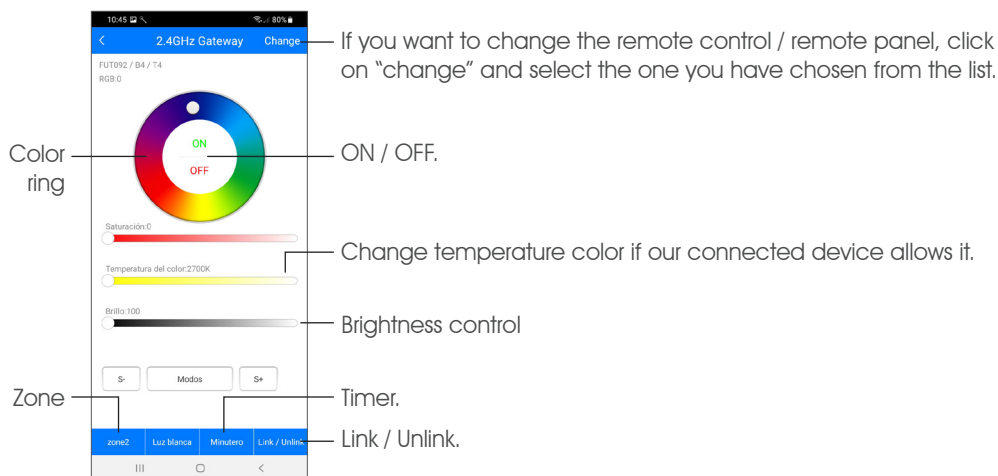 10:45 80%
2.4GHz Gateway Change
If you want to change the remote control / remote panel, click
on “change” and select the one you have chosen from the list.
FUT092 / B4 / T4
RGB:0
ON
OFF
Color
ring
ON / OFF.
Saturación:0
Change temperature color if our connected device allows it.
Temperatura del color:2700K
Brillo:100
Brightness control
S- Modos S+
Zone
Timer.
zone2 Luz blanca Minutero Link / Unlink
Link / Unlink.